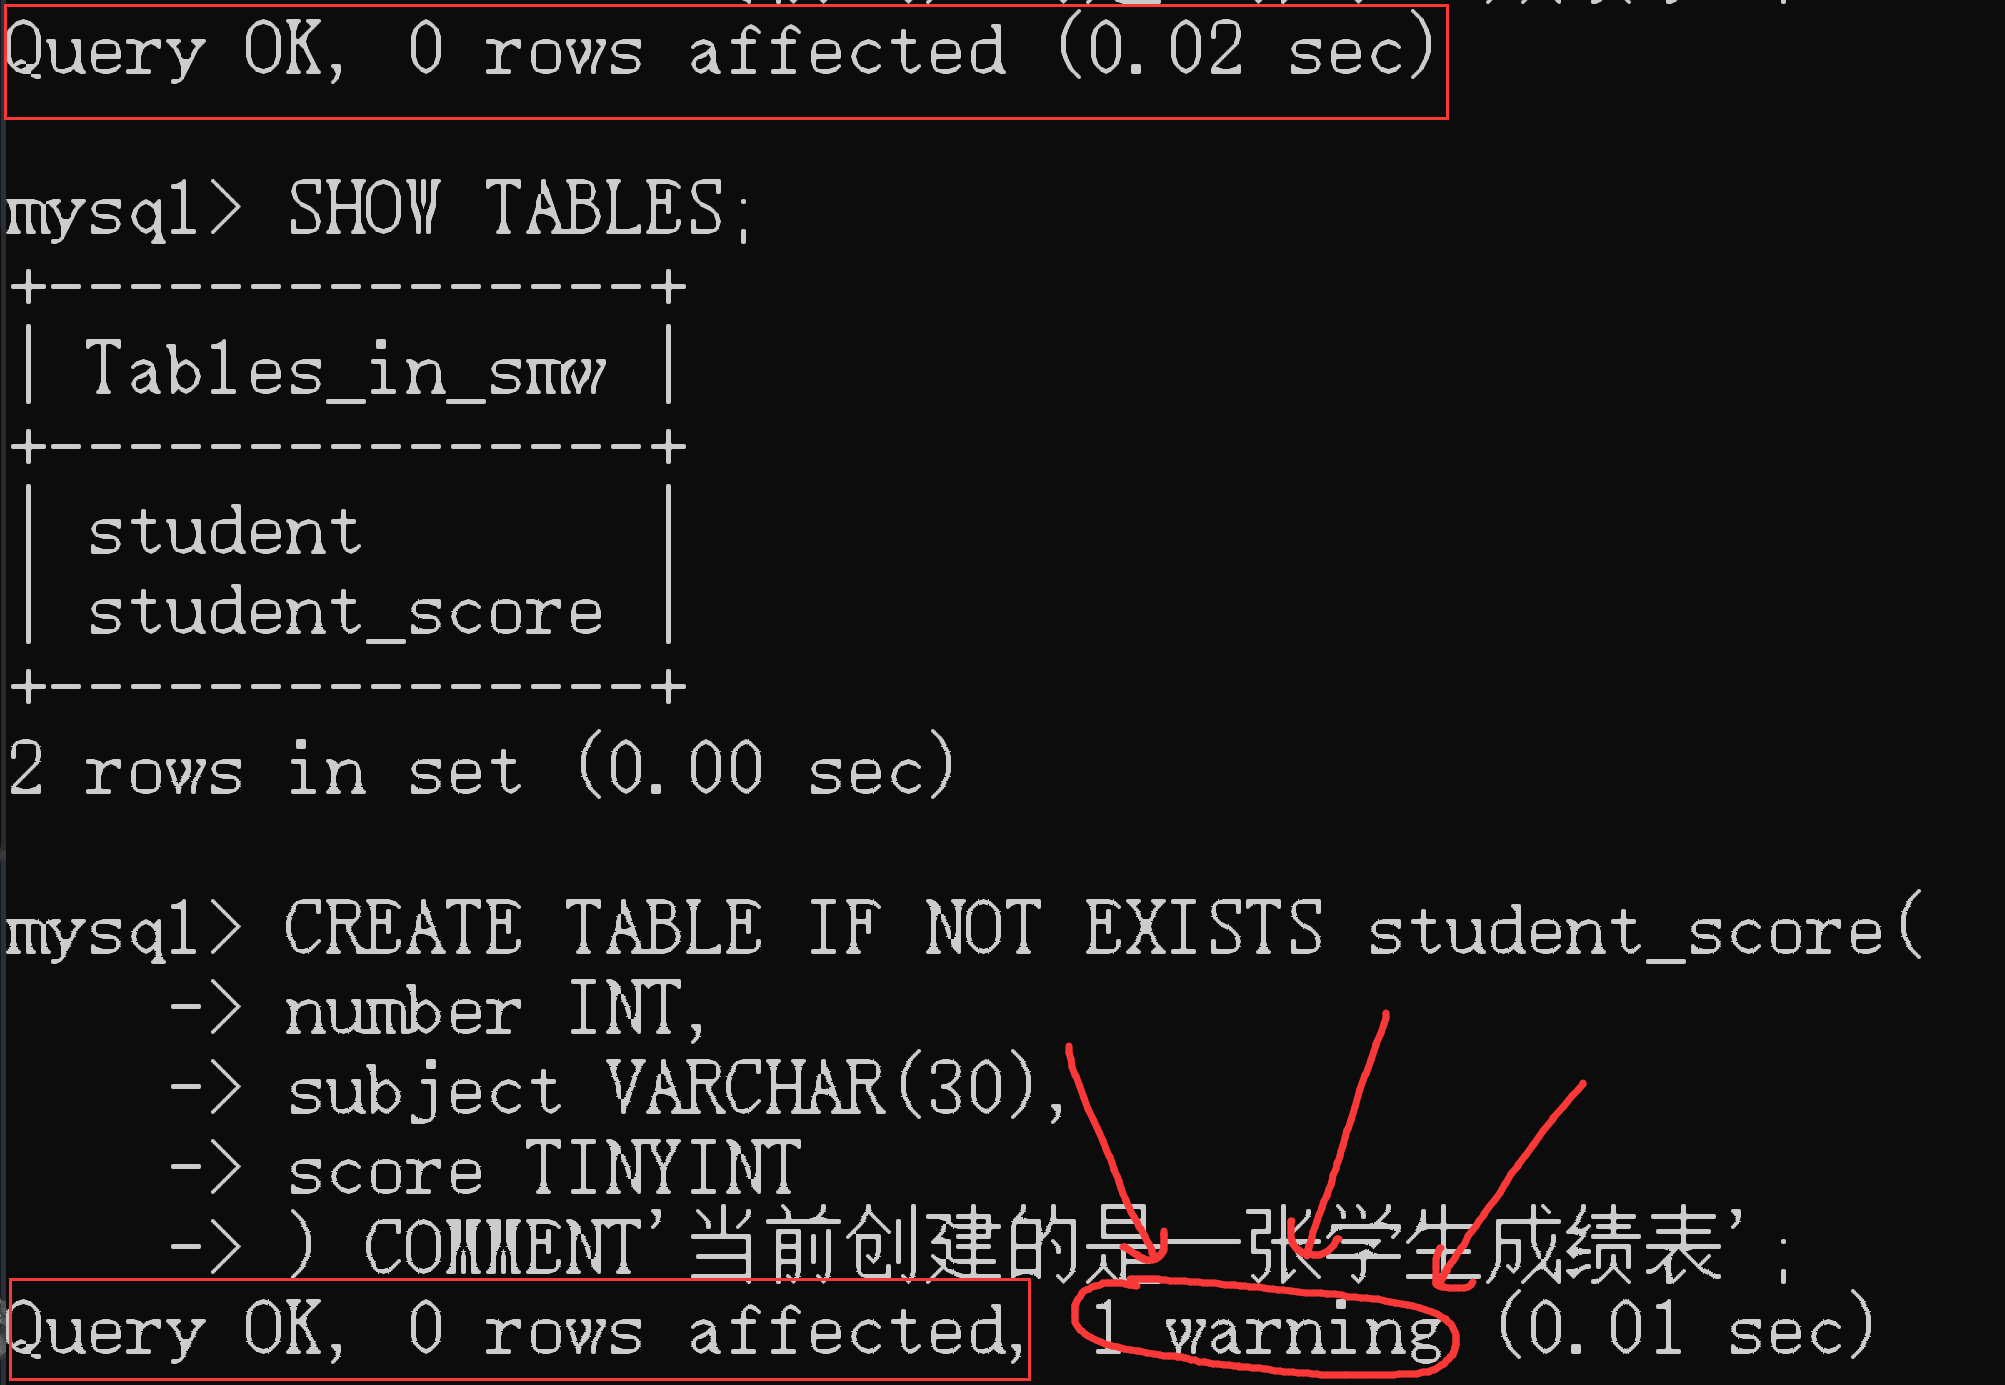 Query OK, 0 rows affected (0.02 sec)
mysql> SHOW TABLES;
+----------------+
| Tables_in_smw |
+----------------+
| student |
| student_score |
+----------------+
2 rows in set (0.00 sec)
mysql> CREATE TABLE IF NOT EXISTS student_score(
-> number INT,
-> subject VARCHAR(30),
-> score TINYINT
-> ) COMMENT'当前创建的是一张学生成绩表';
Query OK, 0 rows affected, 1 warning (0.01 sec)